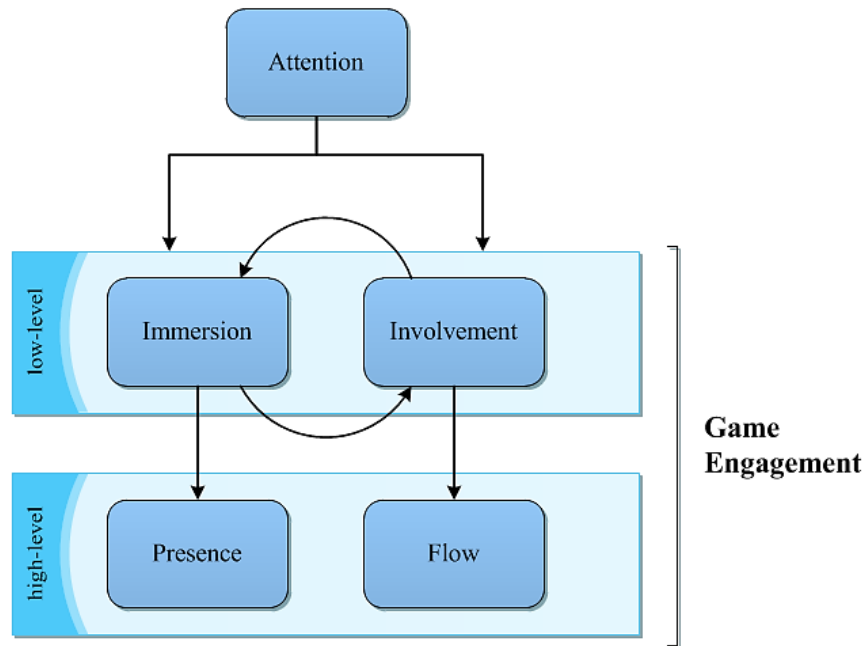 Attention
low-level
Immersion
Involvement
Game
Engagement
high-level
Presence
Flow